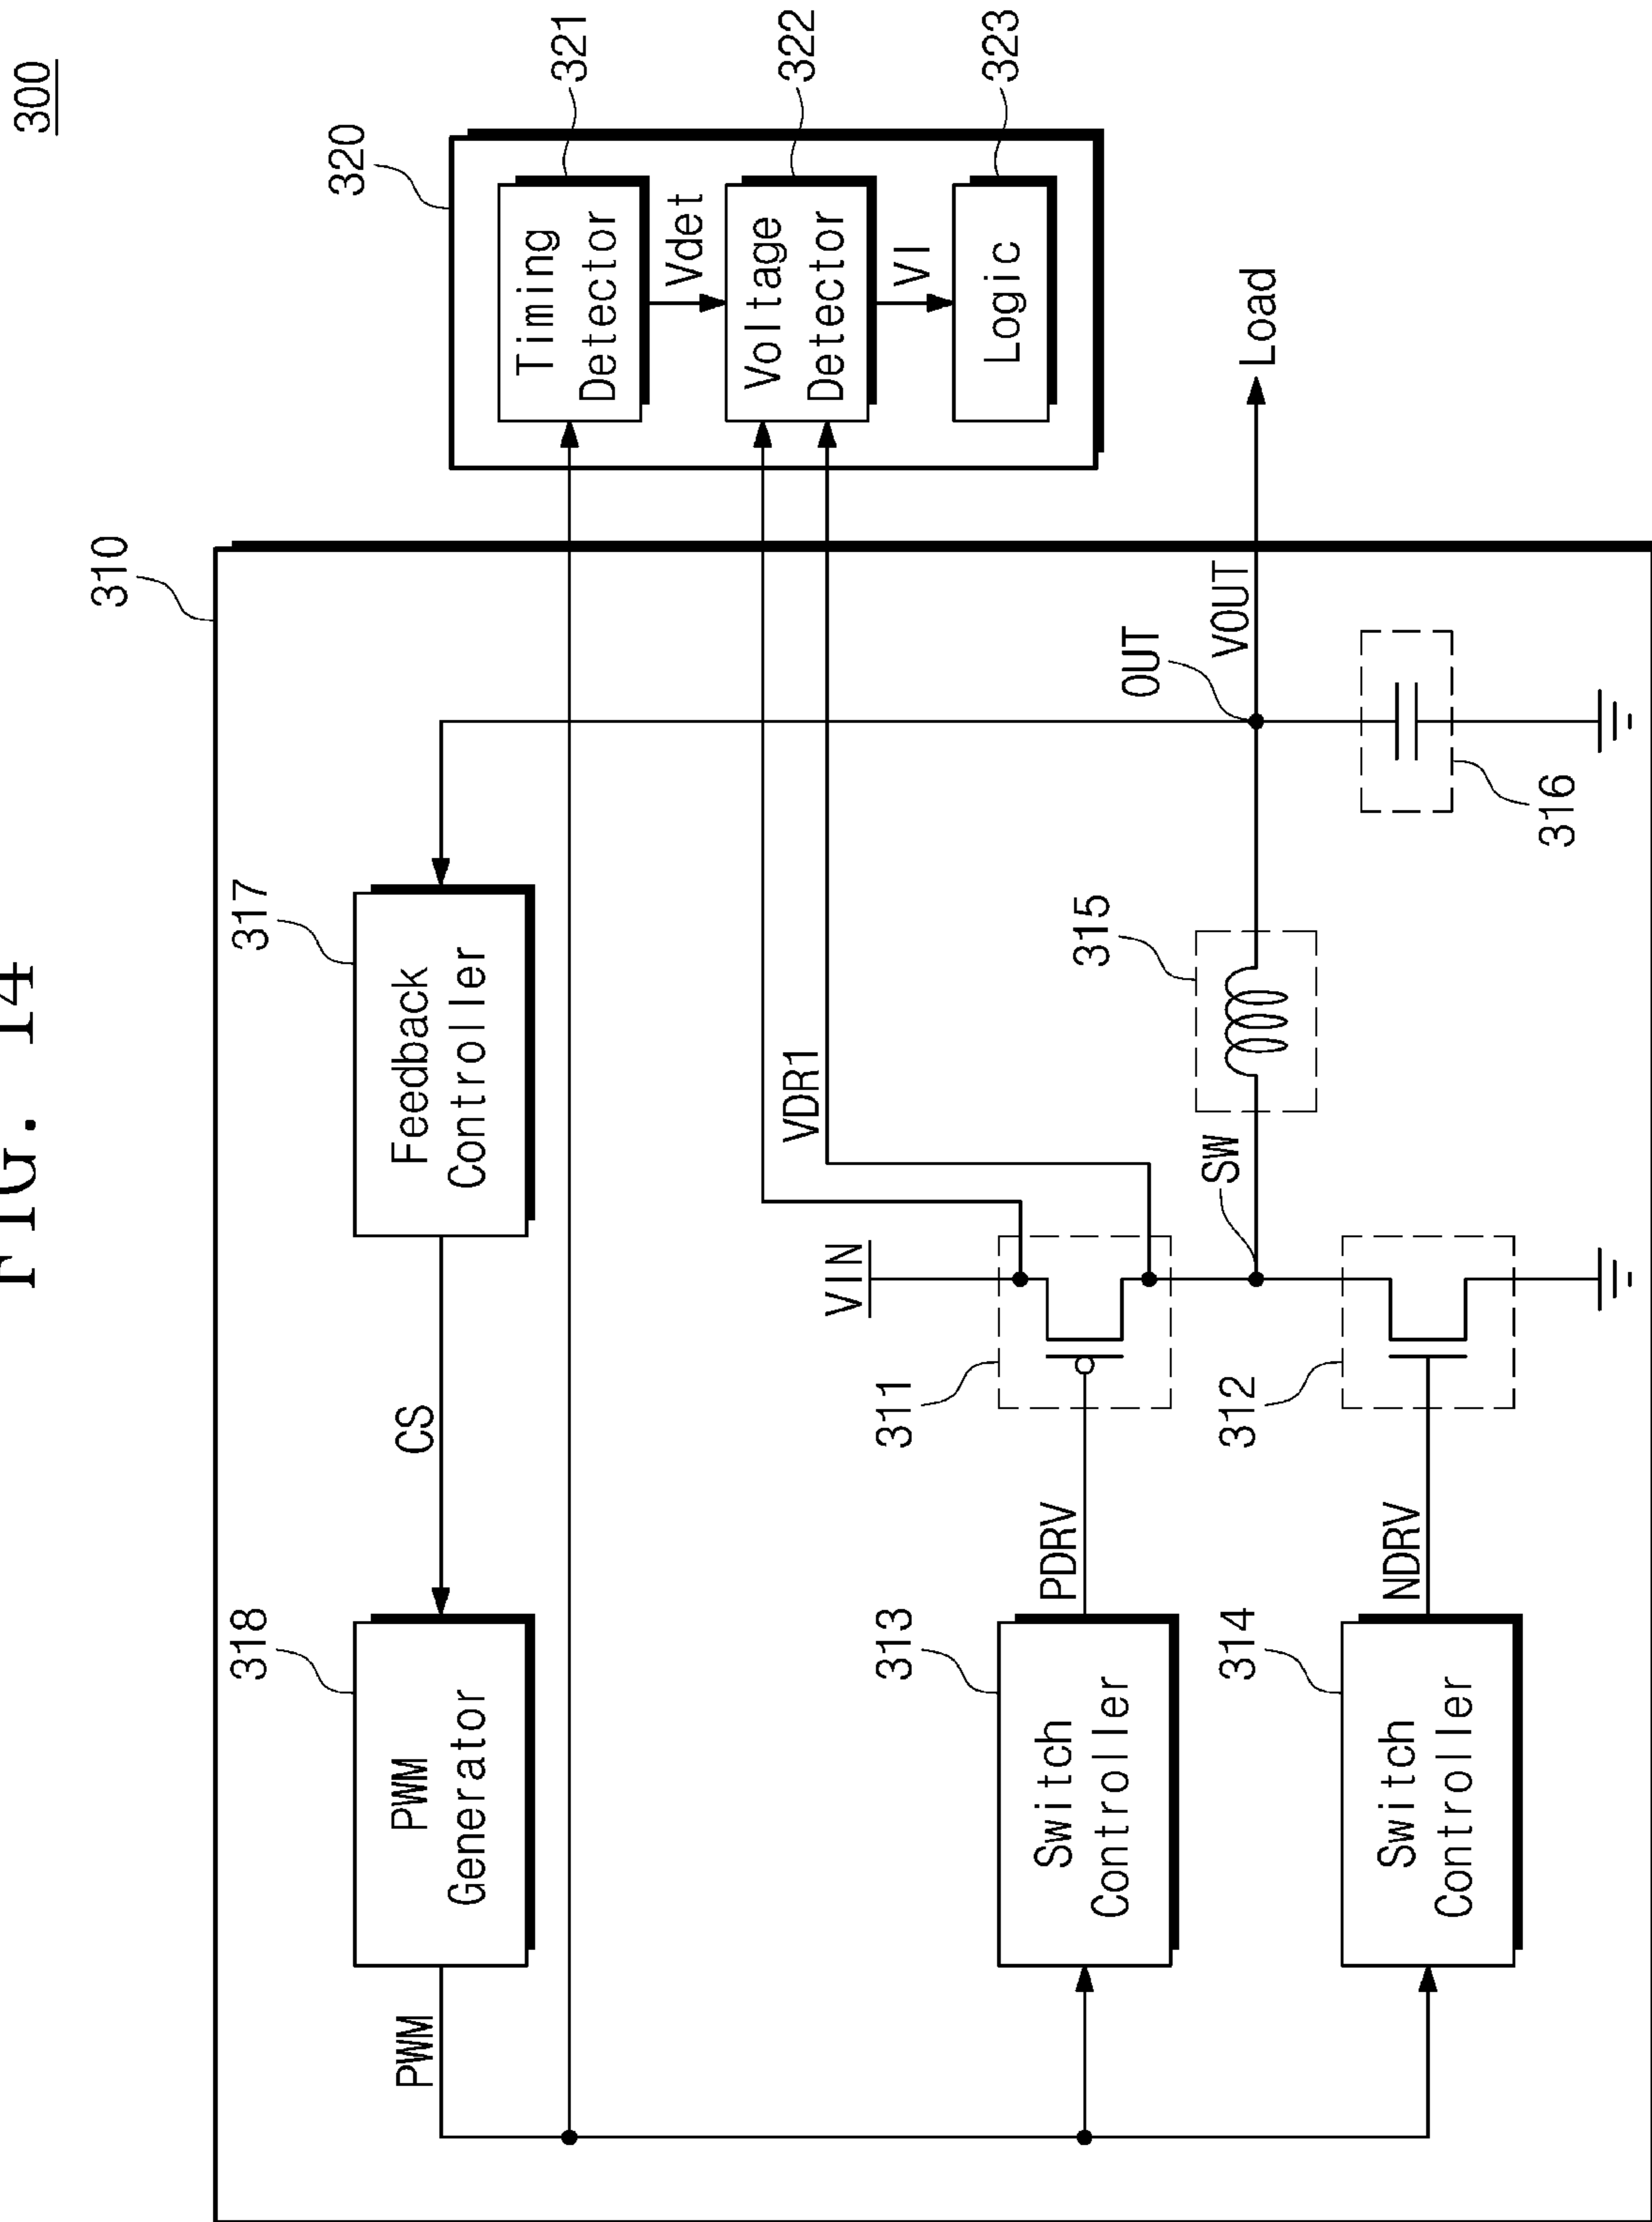 FIG. 14
300
310
318
PWM
Generator
CS
317
Feedback
Controller
PWM
320
321
Timing
Detector
Vdet
322
Voltage
Detector
VI
323
Logic
VDR1
VIN
311
PDRV
313
Switch
Controller
SW
315
OUT
VOUT
Load
312
NDRV
314
Switch
Controller
316